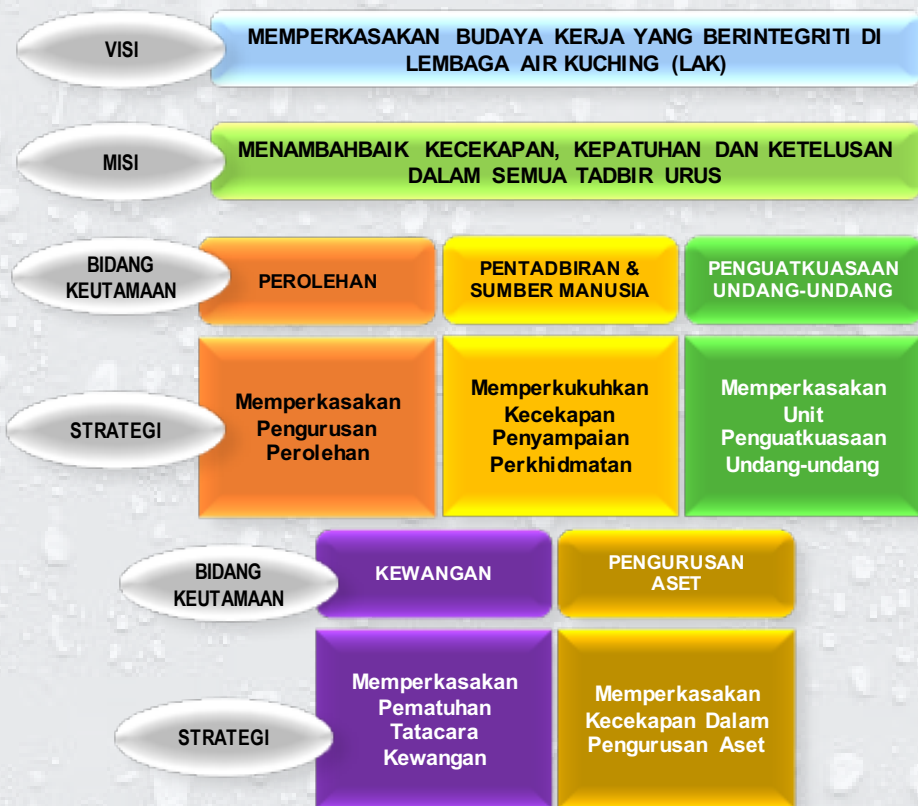 VISI
MEMPERKASAKAN BUDAYA KERJA YANG BERINTEGRITI DI
LEMBAGA AIR KUCHING (LAK)
MISI
MENAMBAHBAIK KECEKAPAN, KEPATUHAN DAN KETELUSAN
DALAM SEMUA TADBIR URUS
BIDANG
KEUTAMAAN
PEROLEHAN
PENTADBIRAN &
SUMBER MANUSIA
PENGUATKUASAAN
UNDANG-UNDANG
STRATEGI
Memperkasakan
Pengurusan
Perolehan
Memperkukuhkan
Kecekapan
Penyampaian
Perkhidmatan
Memperkasakan
Unit
Penguatkuasaan
Undang-undang
BIDANG
KEUTAMAAN
KEWANGAN
PENGURUSAN
ASET
STRATEGI
Memperkasakan
Pematuhan
Tatacara
Kewangan
Memperkasakan
Kecekapan Dalam
Pengurusan Aset